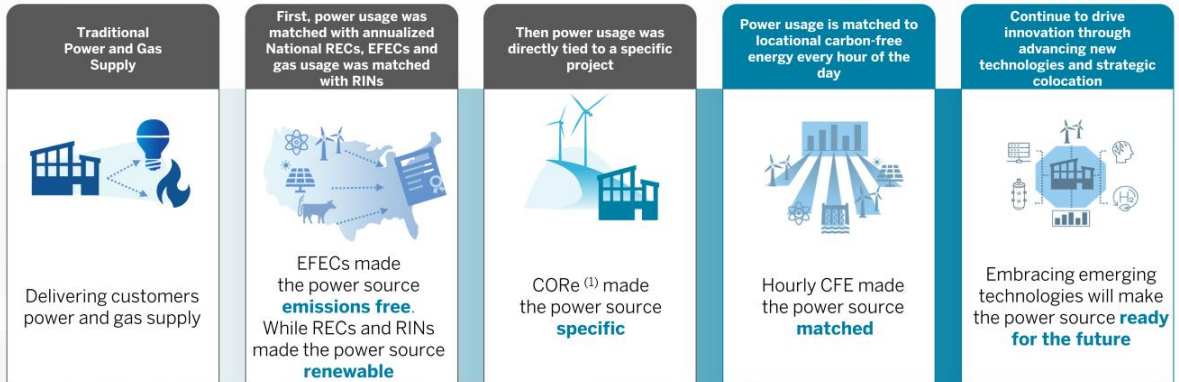 Traditional
Power and Gas
Supply
Delivering customers
power and gas supply
First, power usage was
matched with annualized
National RECs, EFECs and
gas usage was matched
with RINs
EFECs made
the power source
emissions free.
While RECs and RINs
made the power source
renewable
Then power usage was
directly tied to a specific
project
CORe (1) made
the power source
specific
Power usage is matched to
locational carbon-free
energy every hour of the
day
Hourly CFE made
the power source
matched
Continue to drive
innovation through
advancing new
technologies and strategic
colocation
H2
Embracing emerging
technologies will make
the power source ready
for the future